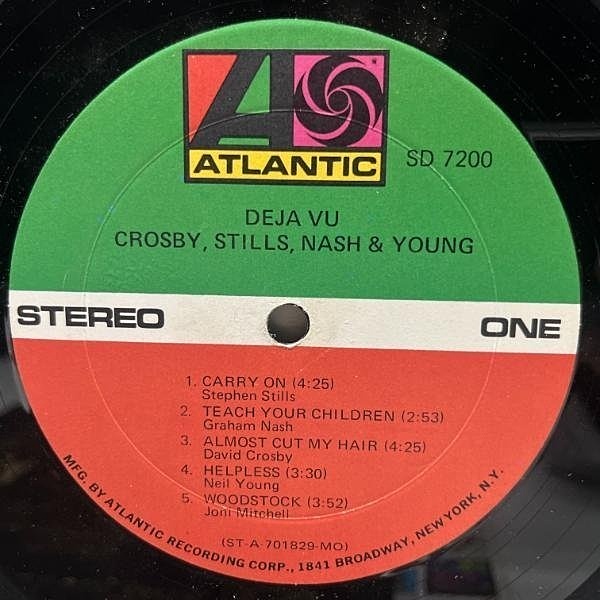 ATLANTIC
SD 7200
DEJA VU
CROSBY, STILLS, NASH & YOUNG
STEREO ONE
1. CARRY ON (4:25)
Stephen Stills
2. TEACH YOUR CHILDREN (2:53)
Graham Nash
3. ALMOST CUT MY HAIR (4:25)
David Crosby
4. HELPLESS (3:30)
Neil Young
5. WOODSTOCK (3:52)
Joni Mitchell
(ST-A-701829-MO)
MFG. BY ATLANTIC RECORDING CORP., 1841 BROADWAY, NEW YORK, N.Y.